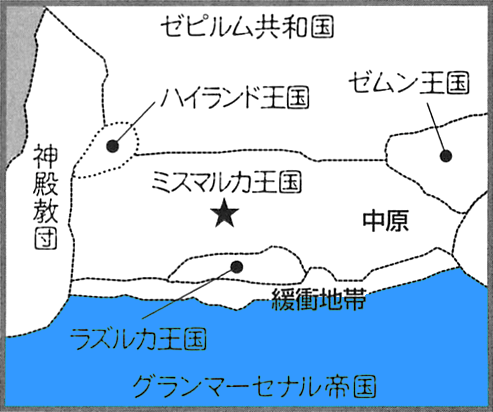 ゼピルム共和国
ゼムン王国
ハイランド王国
神殿教団
ミスマルカ王国
中原
緩衝地帯
ラズルカ王国
グランマーセナル帝国